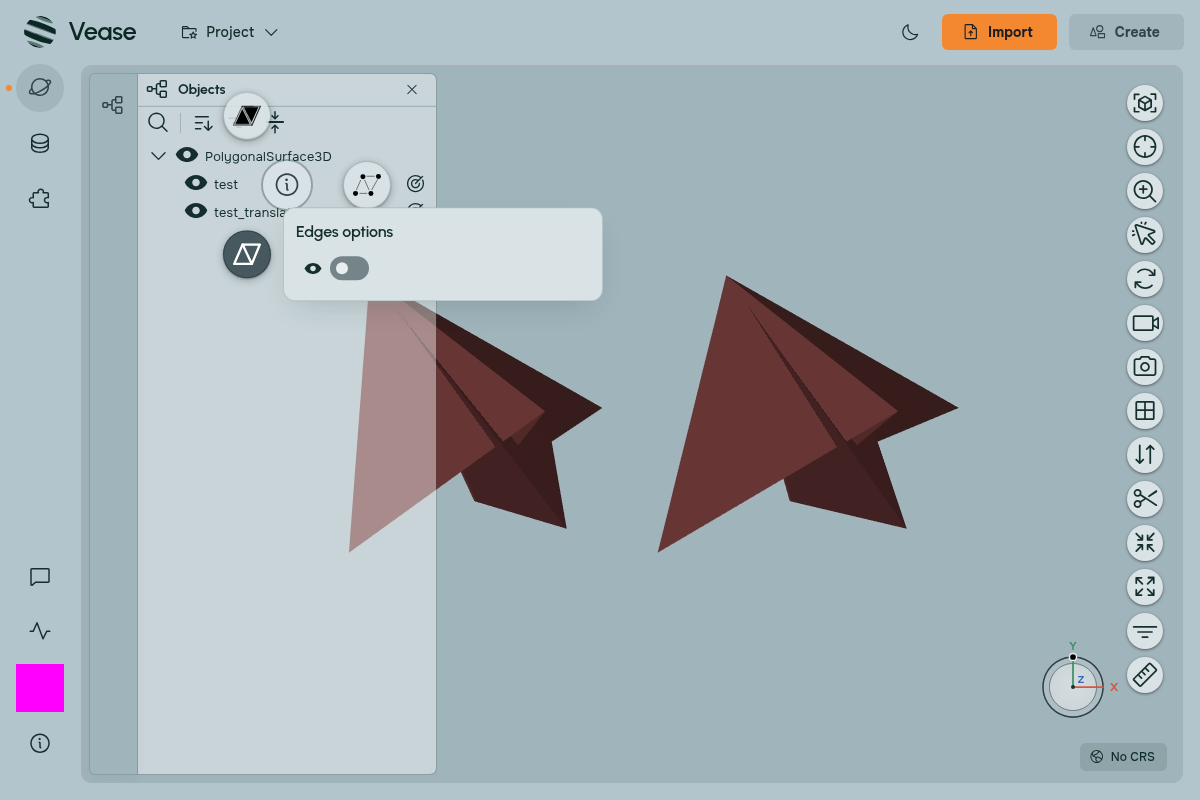 Vease
Project
Import
Create
Objects
PolygonalSurface3D
test
test_transla
Edges options
Y
Z
X
No CRS